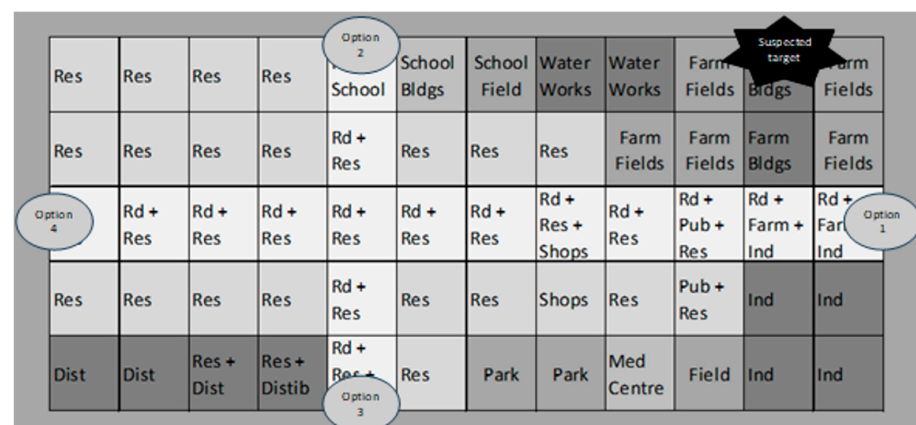 Res
Res
Res
Res
Option
2
School
School
Bldgs
School
Field
Water
Works
Water
Works
Farm
Fields
Suspected
target
Bldgs
Fields
Res
Res
Res
Res
Rd +
Res
Res
Res
Res
Farm
Fields
Farm
Fields
Farm
Bldgs
Farm
Fields
Option
4
Rd +
Res
Rd +
Res
Rd +
Res
Rd +
Res
Rd +
Res
Rd +
Res
Rd +
Res +
Shops
Rd +
Res
Rd +
Pub +
Res
Rd +
Farm +
Ind
Rd +
Ind
Option
1
Res
Res
Res
Res
Rd +
Res
Res
Res
Shops
Res
Pub +
Res
Ind
Ind
Dist
Dist
Res +
Dist
Res +
Distib
Rd +
Res +
Option
3
Res
Park
Park
Med
Centre
Field
Ind
Ind